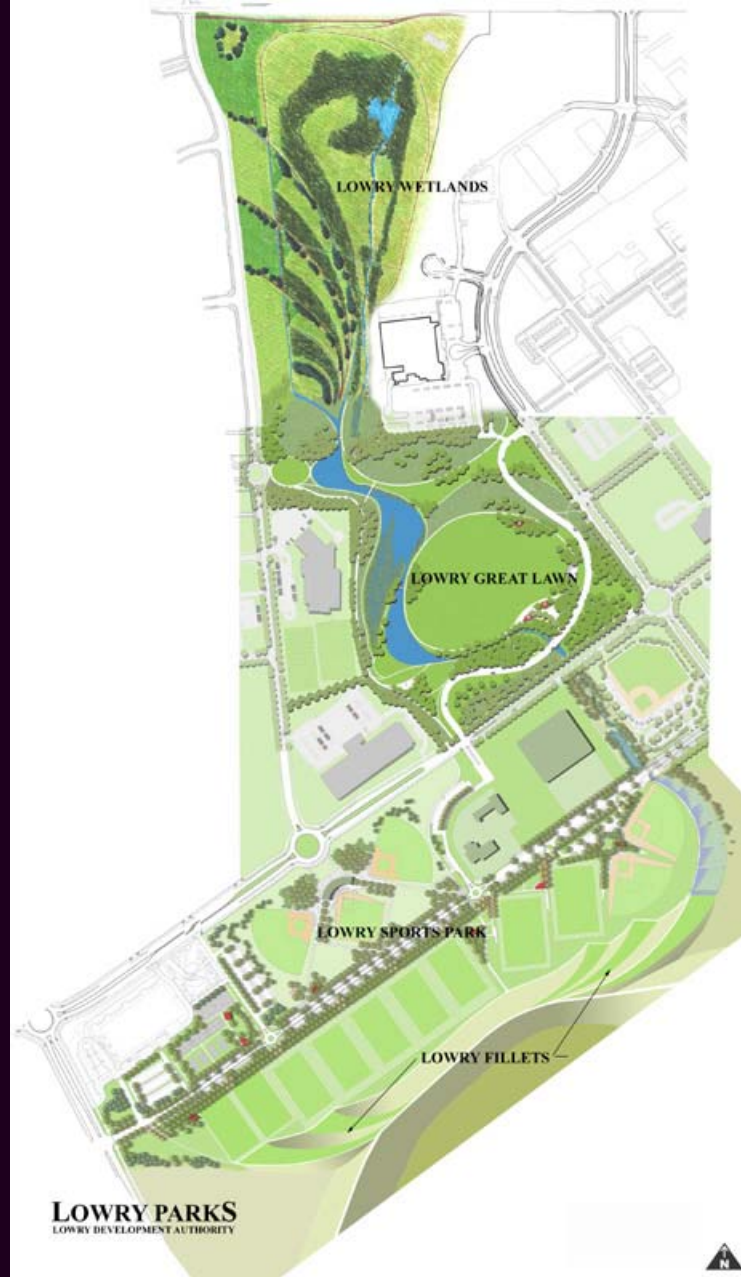 LOWRY WETLANDS
LOWRY GREAT LAWN
LOWRY SPORTS PARK
LOWRY FILLETS
LOWRY PARKS
LOWRY DEVELOPMENT AUTHORITY
N